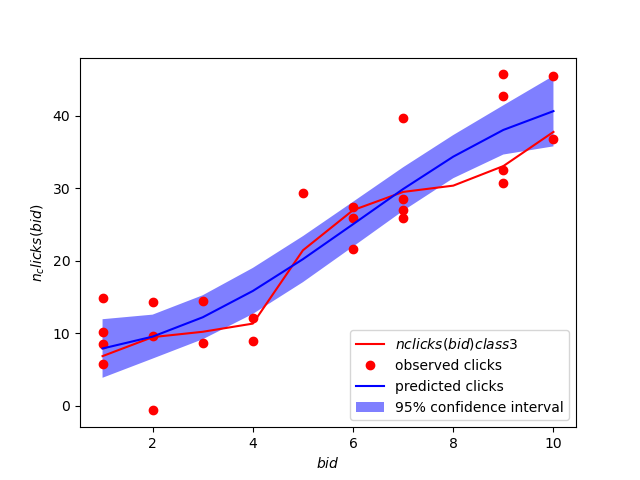 40
30
20
10
0
n_clicks(bid)
nclicks(bid)class3
observed clicks
predicted clicks
95% confidence interval
2
4
6
8
10
bid